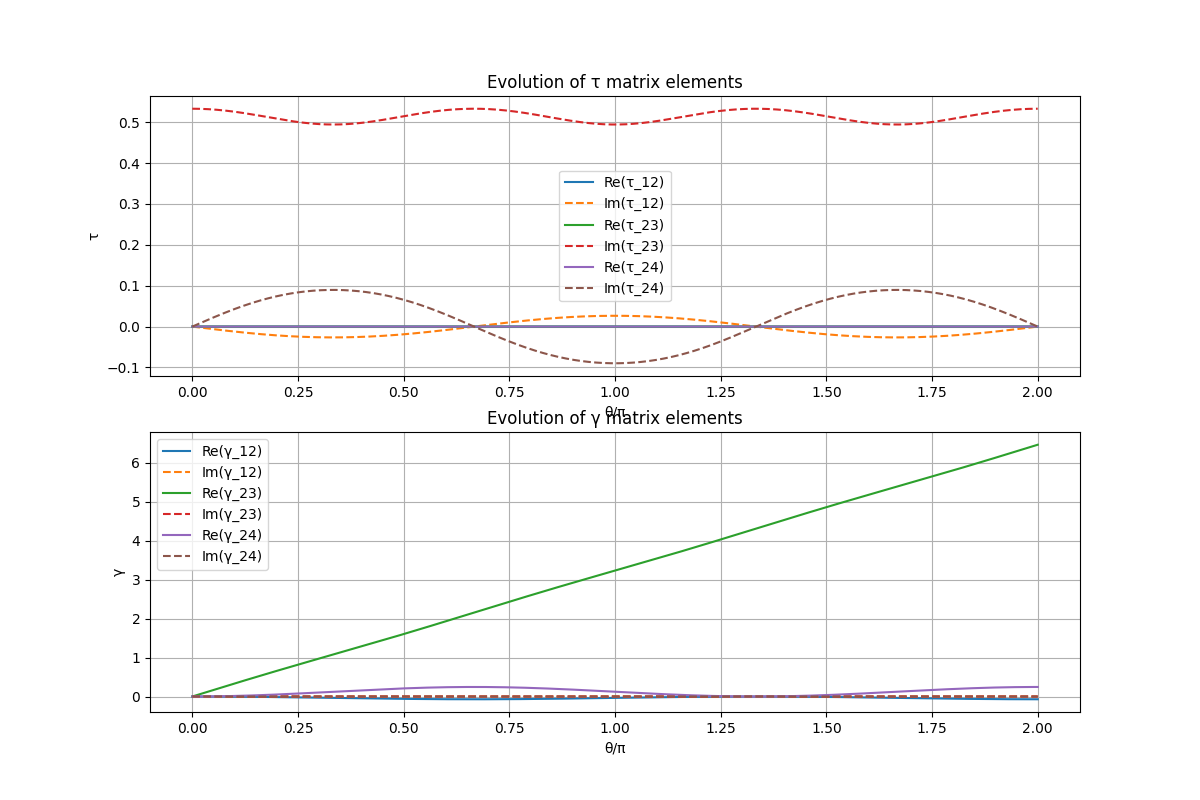 Evolution of τ matrix elements
τ
0.5
0.4
0.3
0.2
0.1
0.0
−0.1
Re(τ_12)
Im(τ_12)
Re(τ_23)
Im(τ_23)
Re(τ_24)
Im(τ_24)
0.00 0.25 0.50 0.75 1.00 1.25 1.50 1.75 2.00
θ/π
Evolution of γ matrix elements
γ
6
5
4
3
2
1
0
Re(γ_12)
Im(γ_12)
Re(γ_23)
Im(γ_23)
Re(γ_24)
Im(γ_24)
0.00 0.25 0.50 0.75 1.00 1.25 1.50 1.75 2.00
θ/π